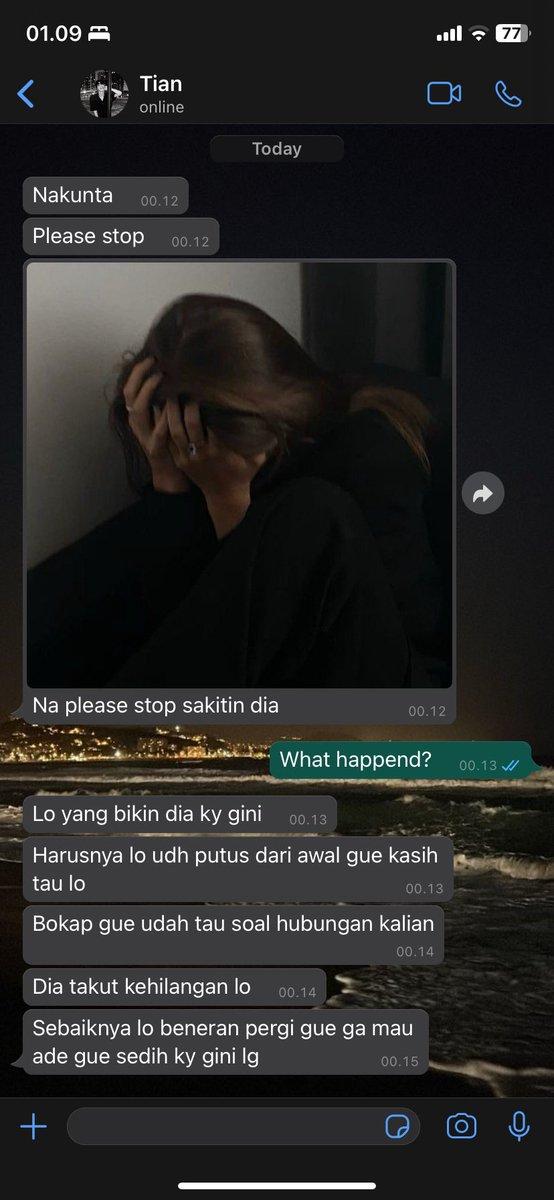 01.09
77
Tian
online
Today
Nakunta 00.12
Please stop 00.12
Na please stop sakitin dia
00.12
What happend? 00.13
Lo yang bikin dia ky gini 00.13
Harusnya lo udh putus dari awal gue kasih
tau lo
00.13
Bokap gue udah tau soal hubungan kalian
00.14
Dia takut kehilangan lo 00.14
Sebaiknya lo beneran pergi gue ga mau
ade gue sedih ky gini lg
00.15